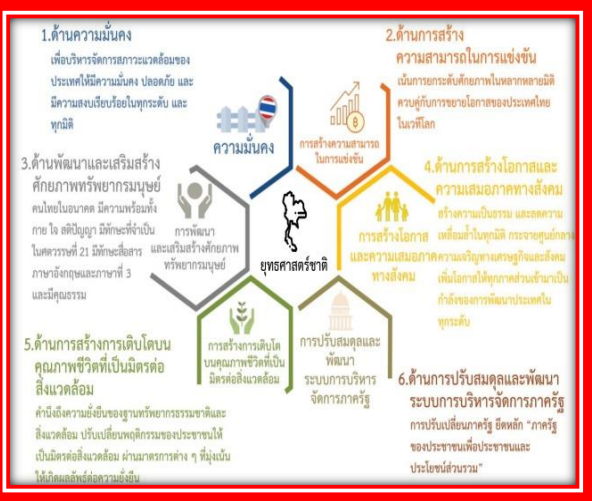 1.ด้านความมั่นคง
เพื่อบริหารจัดการสภาวะแวดล้อมของ
ประเทศให้มีความมั่นคง ปลอดภัย และ
มีความสงบเรียบร้อยในทุกระดับ และ
ทุกมิติ
ความมั่นคง
2.ด้านการสร้าง
ความสามารถในการแข่งขัน
เน้นการยกระดับศักยภาพในหลากหลายมิติ
ควบคู่กับการขยายโอกาสของประเทศไทย
ในเวทีโลก
การสร้างความสามารถ
ในการแข่งขัน
3.ด้านพัฒนาและเสริมสร้าง
ศักยภาพทรัพยากรมนุษย์
คนไทยในอนาคต มีความพร้อมทั้ง
กาย ใจ สติปัญญา มีทักษะที่จำเป็น
ในศตวรรษที่ 21 มีทักษะสื่อสาร
ภาษาอังกฤษและภาษาที่ 3
และมีคุณธรรม
การพัฒนา
และเสริมสร้างศักยภาพ
ทรัพยากรมนุษย์
ยุทธศาสตร์ชาติ
4.ด้านการสร้างโอกาสและ
ความเสมอภาคทางสังคม
สร้างความเป็นธรรม และลดความ
เหลื่อมล้ำในทุกมิติ กระจายศูนย์กลาง
ความเจริญทางเศรษฐกิจและสังคม
เพิ่มโอกาสให้ทุกภาคส่วนเข้ามาเป็น
กำลังของการพัฒนาประเทศใน
ทุกระดับ
การสร้างโอกาส
และความเสมอภาค
ทางสังคม
5.ด้านการสร้างการเติบโตบน
คุณภาพชีวิตที่เป็นมิตรต่อ
สิ่งแวดล้อม
คำนึงถึงความยั่งยืนของฐานทรัพยากรธรรมชาติและ
สิ่งแวดล้อม ปรับเปลี่ยนพฤติกรรมของประชาชนให้
เป็นมิตรต่อสิ่งแวดล้อม ผ่านมาตรการต่าง ๆ ที่มุ่งเน้น
ให้เกิดผลลัพธ์ต่อความยั่งยืน
การสร้างการเติบโต
บนคุณภาพชีวิตที่เป็น
มิตรต่อสิ่งแวดล้อม
การปรับสมดุลและ
พัฒนา
ระบบการบริหาร
จัดการภาครัฐ
6.ด้านการปรับสมดุลและพัฒนา
ระบบการบริหารจัดการภาครัฐ
การปรับเปลี่ยนภาครัฐ ยึดหลัก “ภาครัฐ
ของประชาชนเพื่อประชาชนและ
ประโยชน์ส่วนรวม”